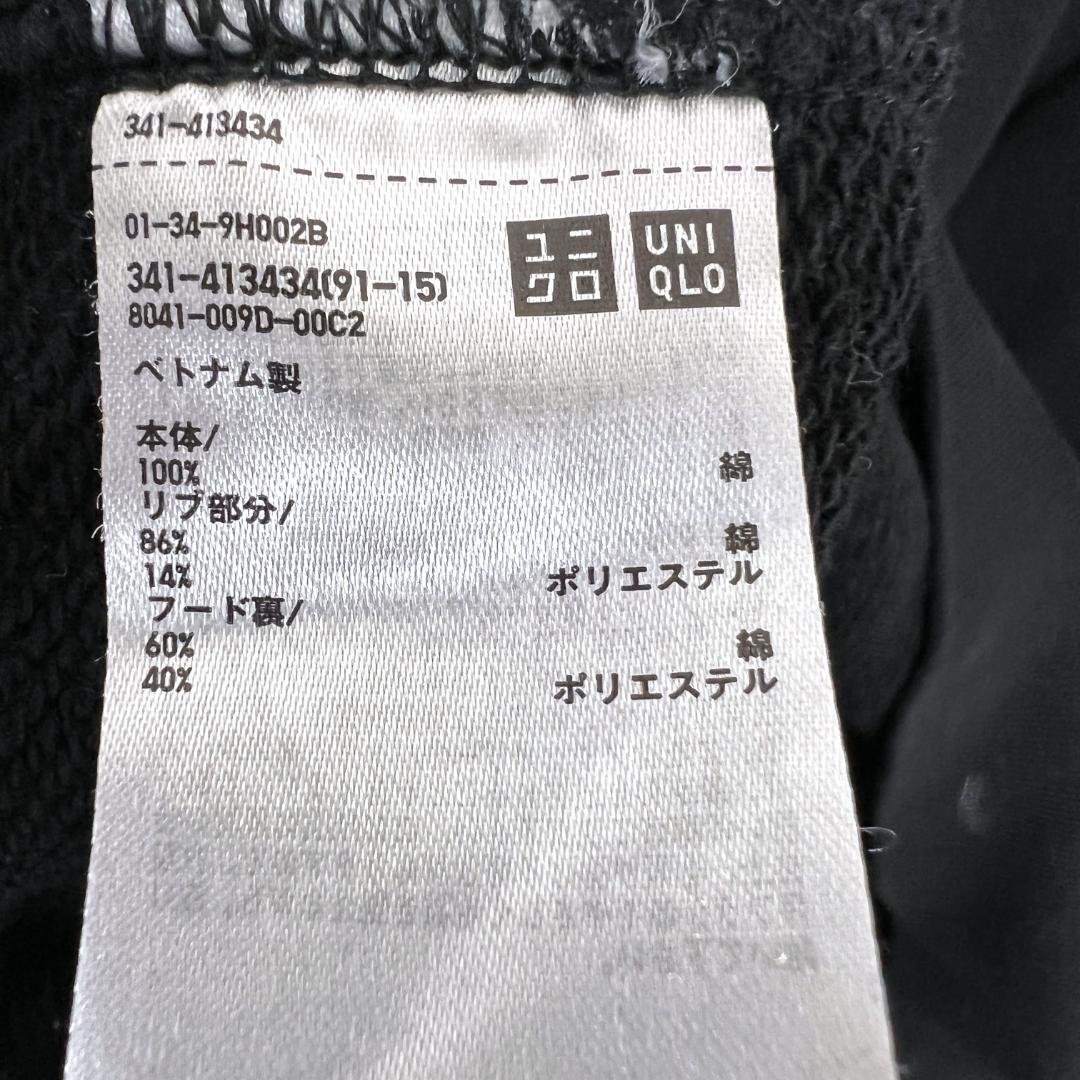 341-413434
01-34-9H002B
ユニ
クロ
UNI
QLO
341-413434(91-15)
8041-009D-00C2
ベトナム製
本体/
100% 綿
リブ部分/
86% 綿
14% ポリエステル
フード裏/
60% 綿
40% ポリエステル